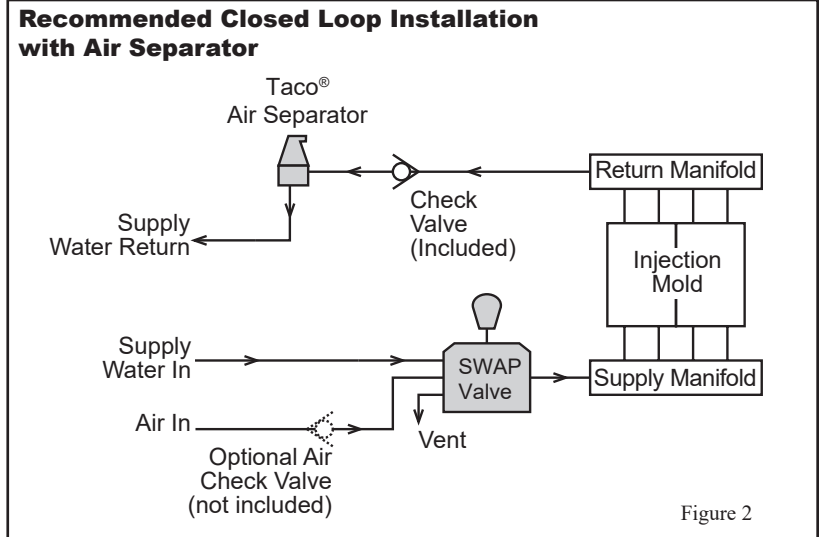 Recommended Closed Loop Installation
with Air Separator
Taco®
Air Separator
Return Manifold
Check
Valve
(Included)
Supply
Water Return
Injection
Mold
Supply
Water In
SWAP
Valve
Supply Manifold
Air In
Vent
Optional Air
Check Valve
(not included)
Figure 2